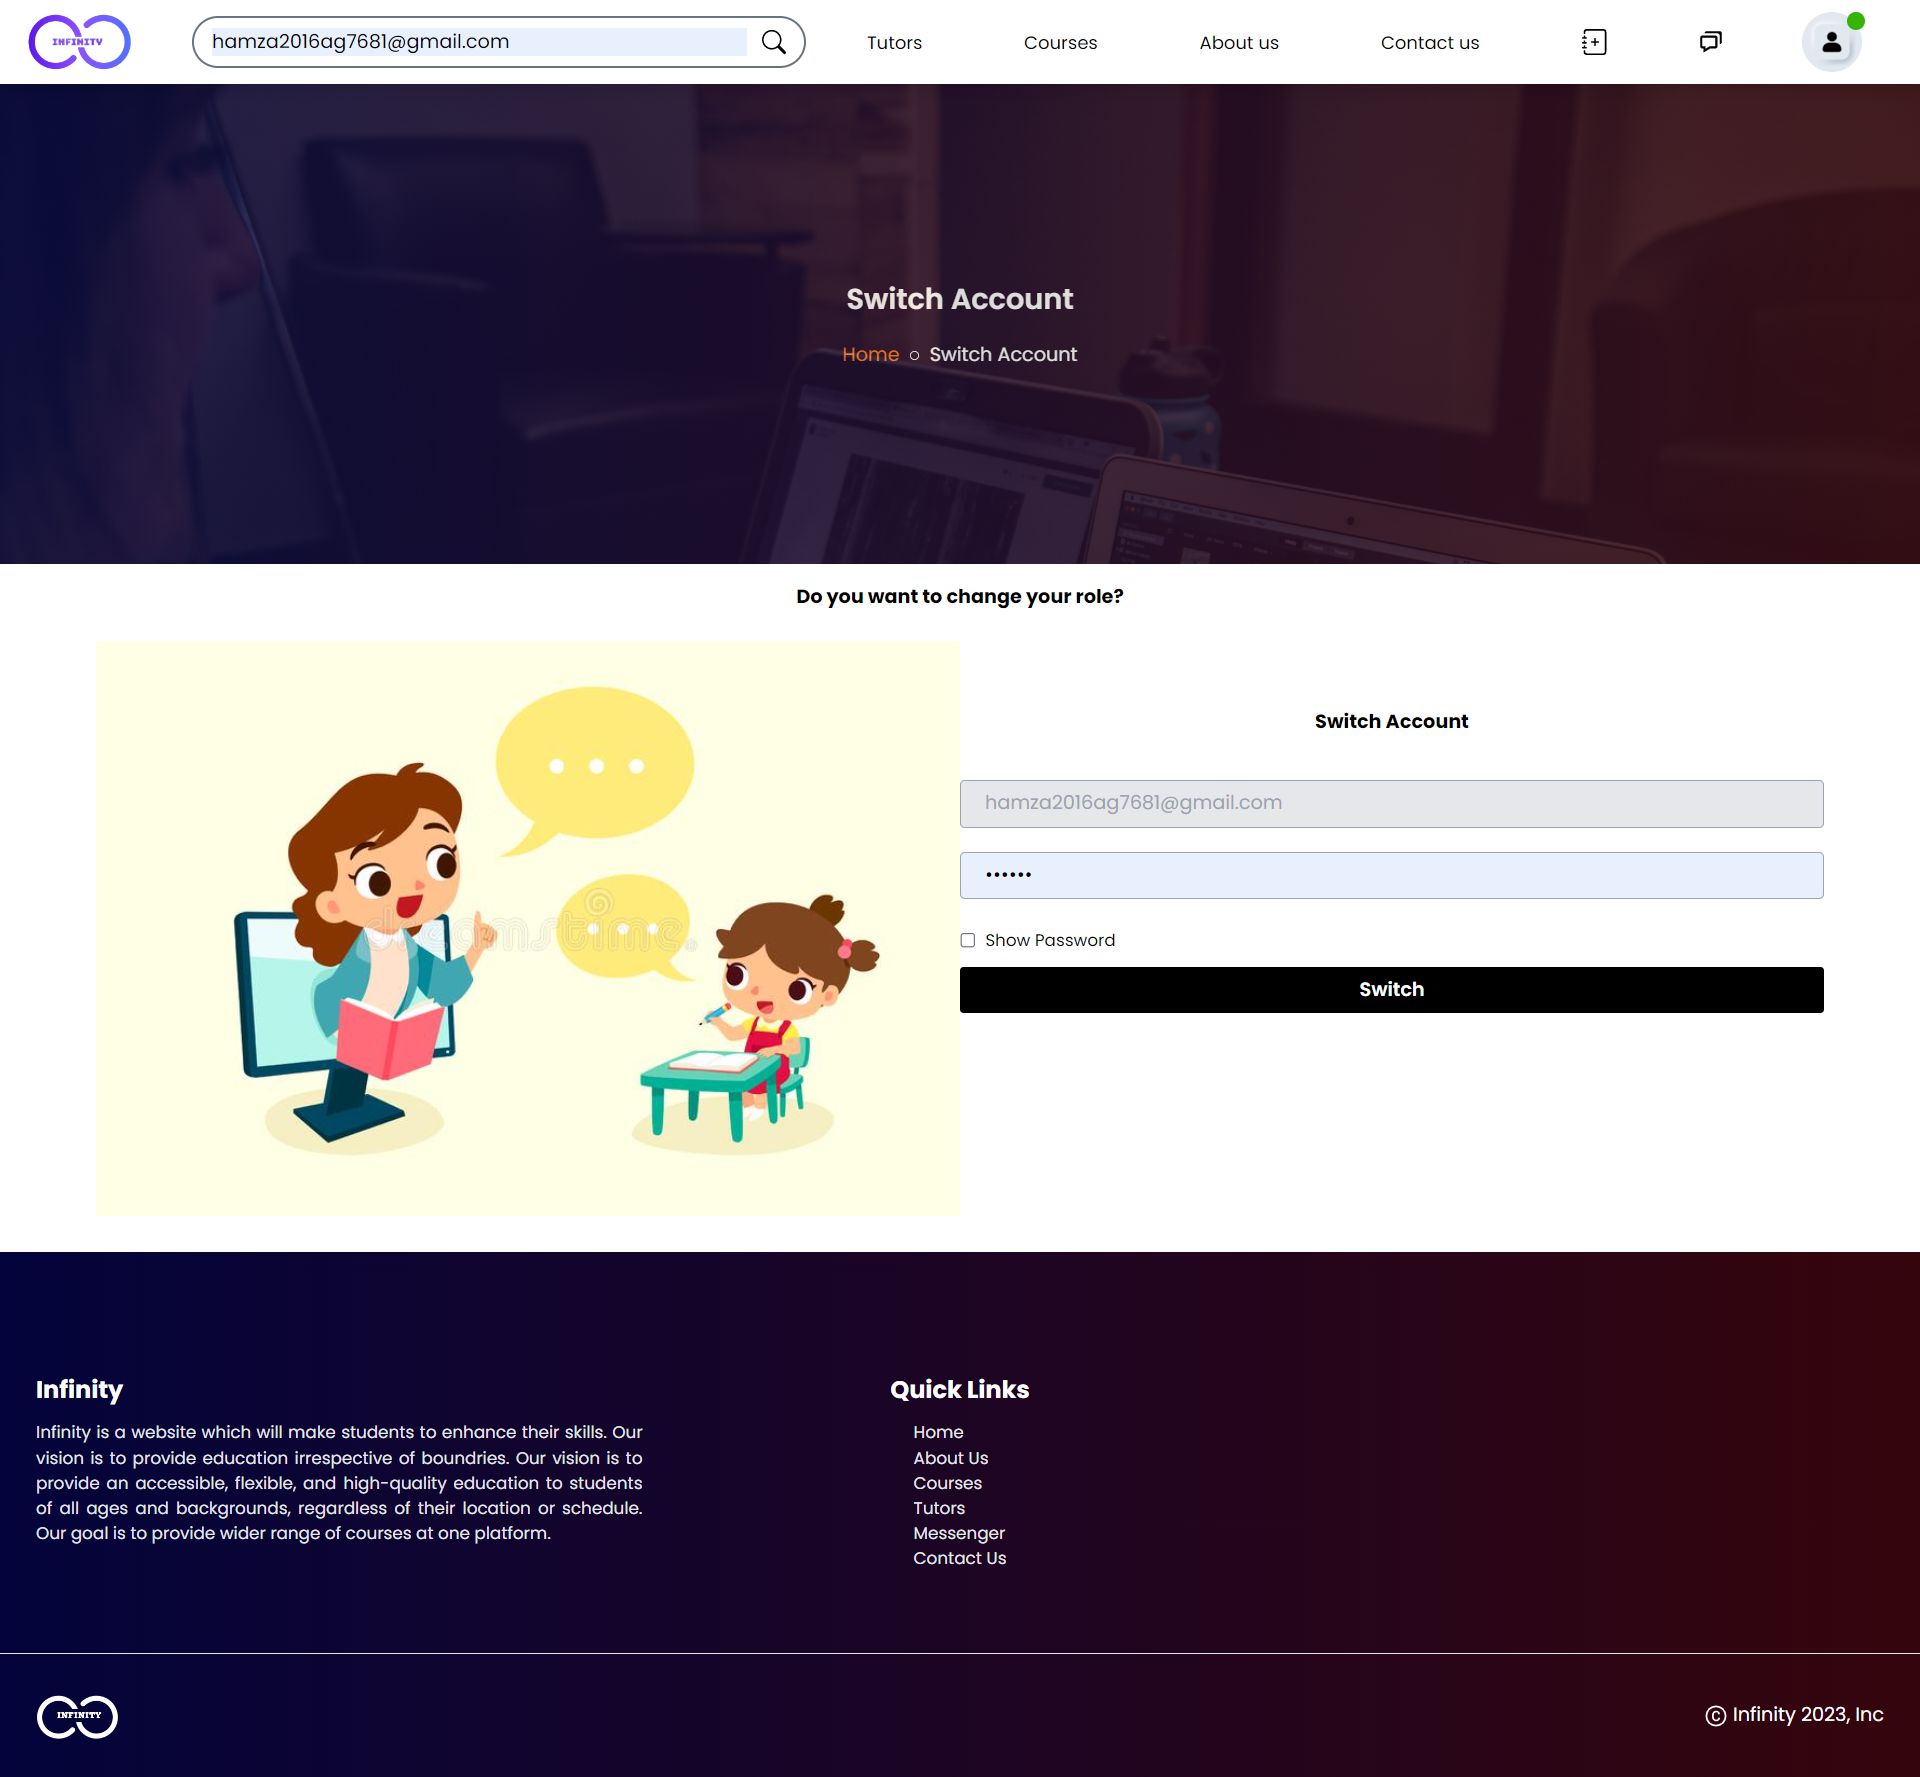 INFINITY
hamza2016ag7681@gmail.com
Tutors
Courses
About us
Contact us
Switch Account
Home
Switch Account
Do you want to change your role?
dreamstime
Switch Account
hamza2016ag7681@gmail.com
Show Password
Switch
Infinity
Infinity is a website which will make students to enhance their skills. Our
vision is to provide education irrespective of boundries. Our vision is to
provide an accessible, flexible, and high-quality education to students
of all ages and backgrounds, regardless of their location or schedule.
Our goal is to provide wider range of courses at one platform.
Quick Links
Home
About Us
Courses
Tutors
Messenger
Contact Us
INFINITY
© Infinity 2023, Inc